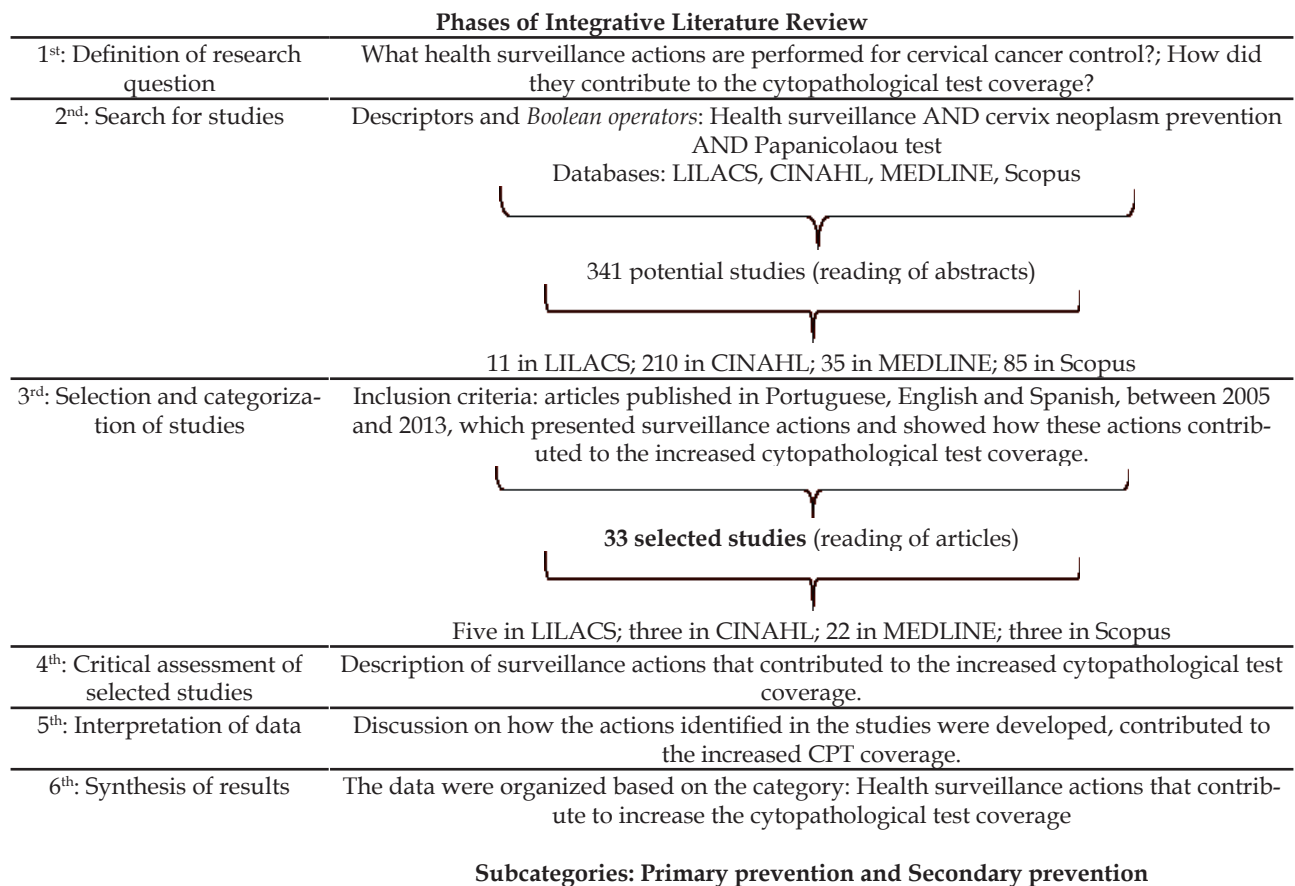 Phases of Integrative Literature Review
1st: Definition of research question
What health surveillance actions are performed for cervical cancer control?; How did
they contribute to the cytopathological test coverage?
2nd: Search for studies
Descriptors and Boolean operators: Health surveillance AND cervix neoplasm prevention
AND Papanicolaou test
Databases: LILACS, CINAHL, MEDLINE, Scopus
341 potential studies (reading of abstracts)
11 in LILACS; 210 in CINAHL; 35 in MEDLINE; 85 in Scopus
3rd: Selection and categoriza-
tion of studies
Inclusion criteria: articles published in Portuguese, English and Spanish, between 2005
and 2013, which presented surveillance actions and showed how these actions contrib-
uted to the increased cytopathological test coverage.
33 selected studies (reading of articles)
Five in LILACS; three in CINAHL; 22 in MEDLINE; three in Scopus
4th: Critical assessment of
selected studies
Description of surveillance actions that contributed to the increased cytopathological test
coverage.
5th: Interpretation of data
Discussion on how the actions identified in the studies were developed, contributed to
the increased CPT coverage.
6th: Synthesis of results
The data were organized based on the category: Health surveillance actions that contrib-
ute to increase the cytopathological test coverage
Subcategories: Primary prevention and Secondary prevention